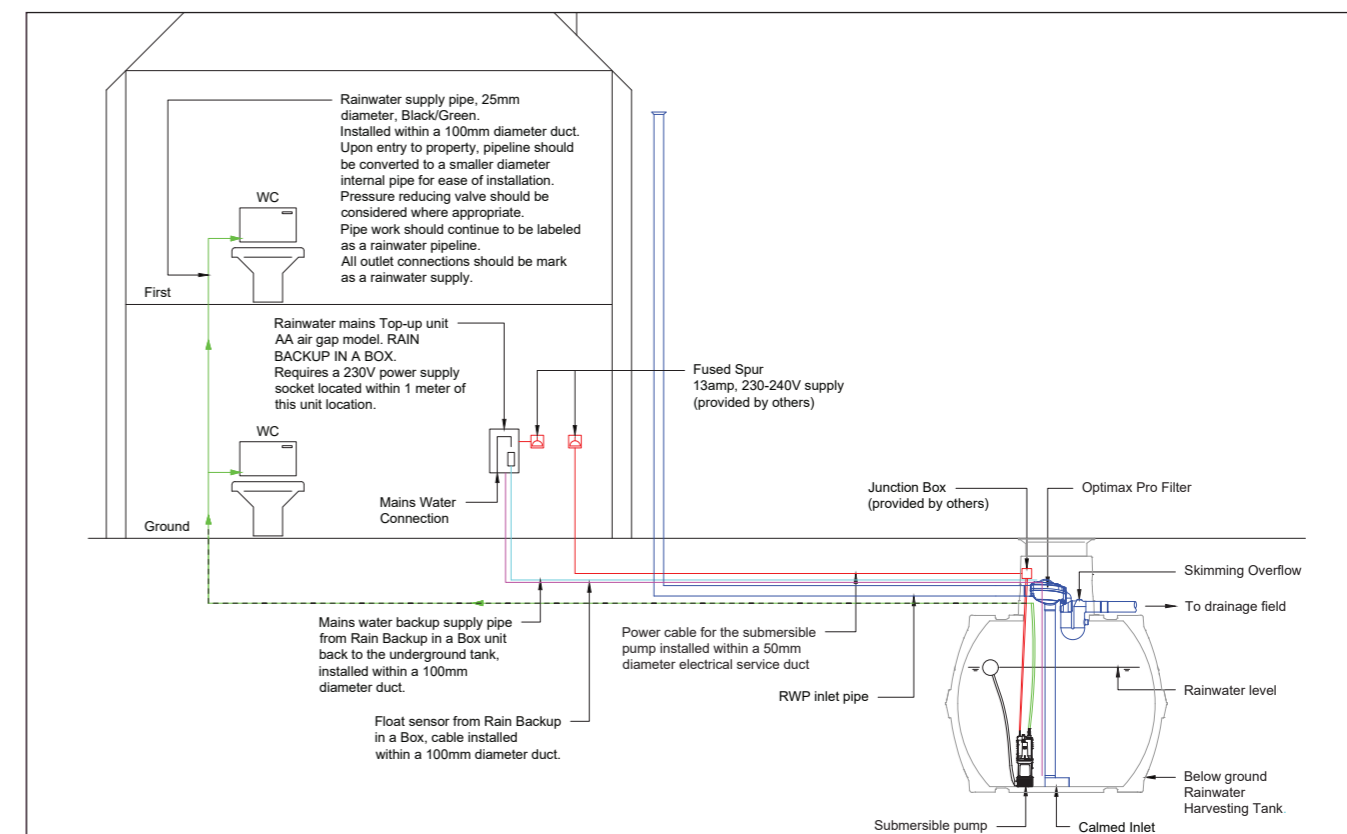 Rainwater supply pipe, 25mm
diameter, Black/Green.
Installed within a 100mm diameter duct.
Upon entry to property, pipeline should
be converted to a smaller diameter
internal pipe for ease of installation.
Pressure reducing valve should be
considered where appropriate.
Pipe work should continue to be labeled
as a rainwater pipeline.
All outlet connections should be mark
as a rainwater supply.
WC
First
Rainwater mains Top-up unit
AA air gap model. RAIN
BACKUP IN A BOX.
Requires a 230V power supply
socket located within 1 meter of
this unit location.
Fused Spur
13amp, 230-240V supply
(provided by others)
WC
Mains Water
Connection
Ground
Junction Box
(provided by others)
Optimax Pro Filter
Skimming Overflow
To drainage field
Mains water backup supply pipe
from Rain Backup in a Box unit
back to the underground tank,
installed within a 100mm
diameter duct.
Power cable for the submersible
pump installed within a 50mm
diameter electrical service duct
RWP inlet pipe
Rainwater level
Float sensor from Rain Backup
in a Box, cable installed
within a 100mm diameter duct.
Below ground
Rainwater
Harvesting Tank.
Submersible pump
Calmed Inlet